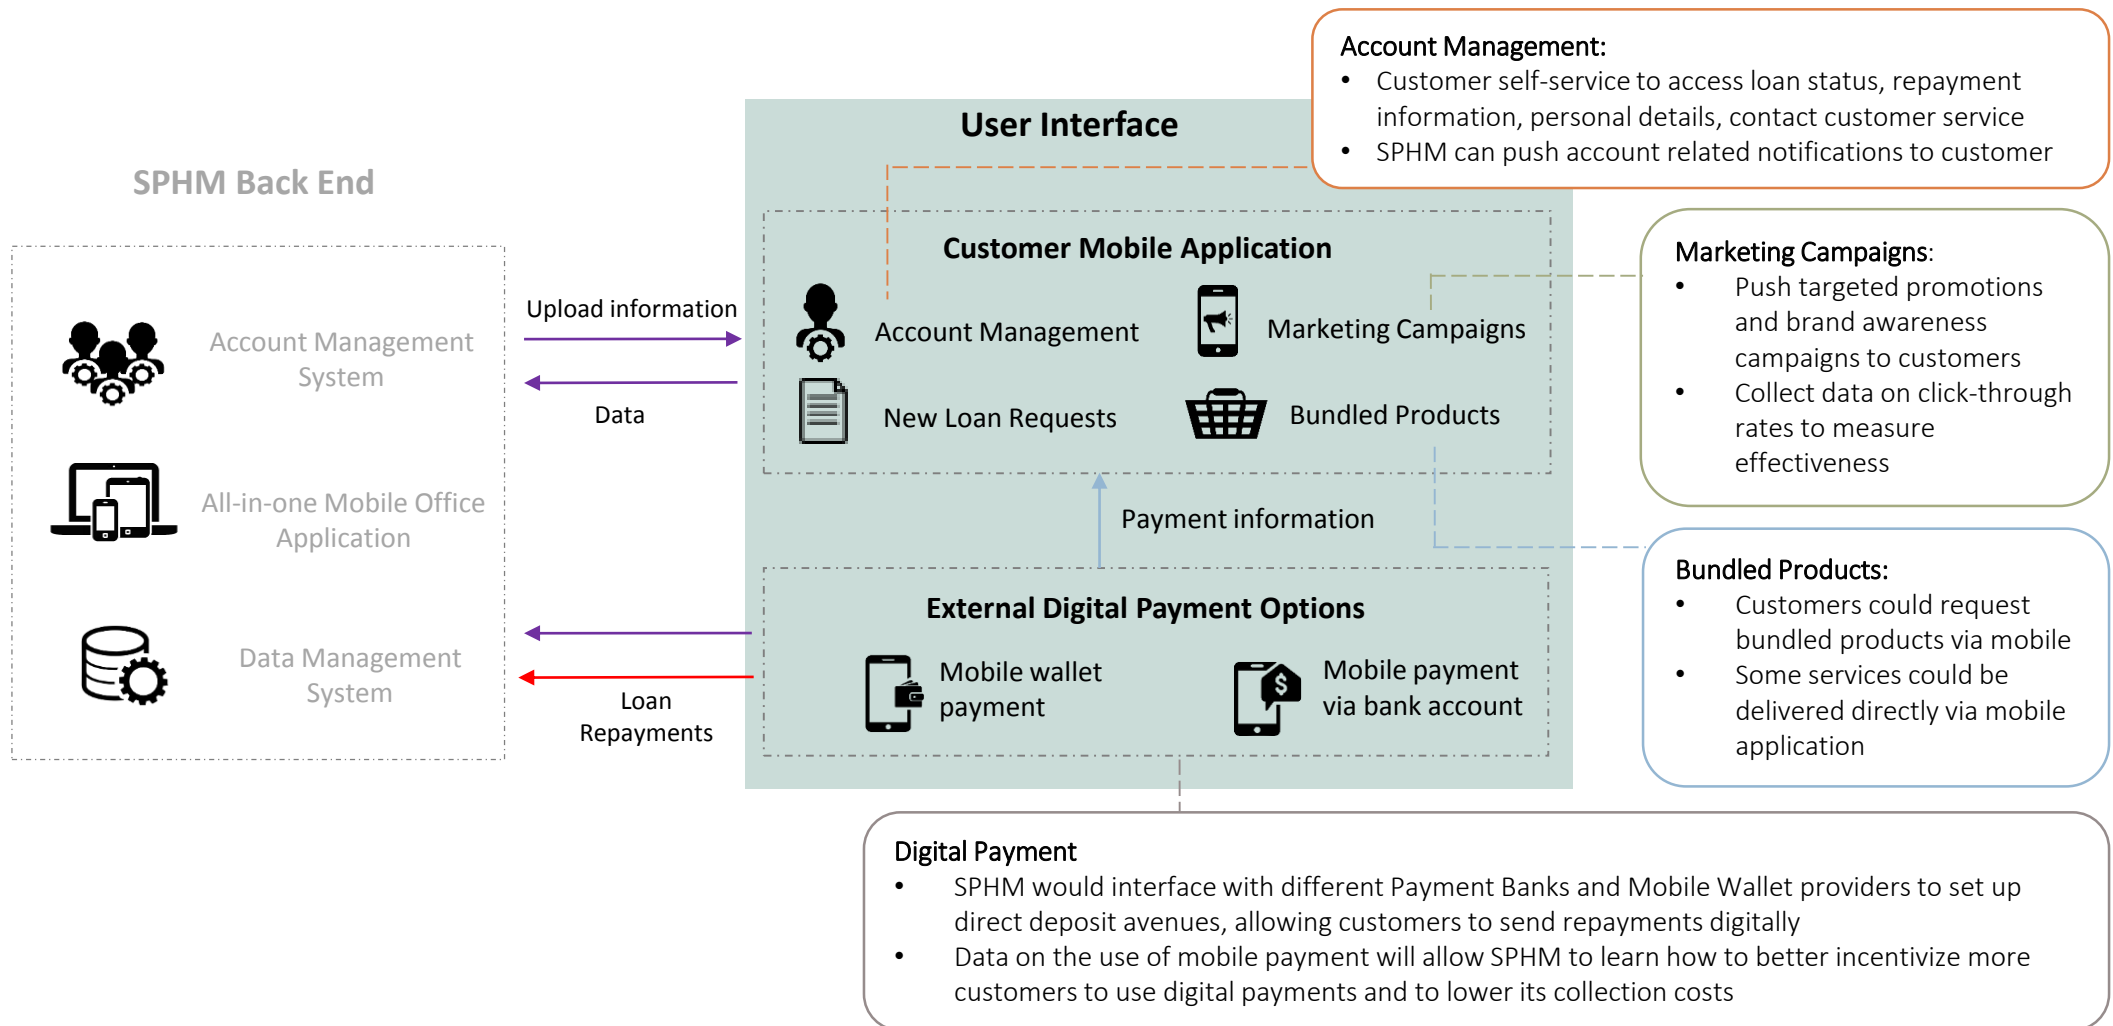 Account Management:
• Customer self-service to access loan status, repayment
information, personal details, contact customer service
• SPHM can push account related notifications to customer
User Interface
SPHM Back End
Account Management
System
All-in-one Mobile Office
Application
Data Management
System
Upload information
Data
Loan
Repayments
Customer Mobile Application
Account Management
Marketing Campaigns
New Loan Requests
Bundled Products
Payment information
External Digital Payment Options
Mobile wallet
payment
Mobile payment
via bank account
Marketing Campaigns:
• Push targeted promotions
and brand awareness
campaigns to customers
• Collect data on click-through
rates to measure
effectiveness
Bundled Products:
• Customers could request
bundled products via mobile
• Some services could be
delivered directly via mobile
application
Digital Payment
• SPHM would interface with different Payment Banks and Mobile Wallet providers to set up
direct deposit avenues, allowing customers to send repayments digitally
• Data on the use of mobile payment will allow SPHM to learn how to better incentivize more
customers to use digital payments and to lower its collection costs